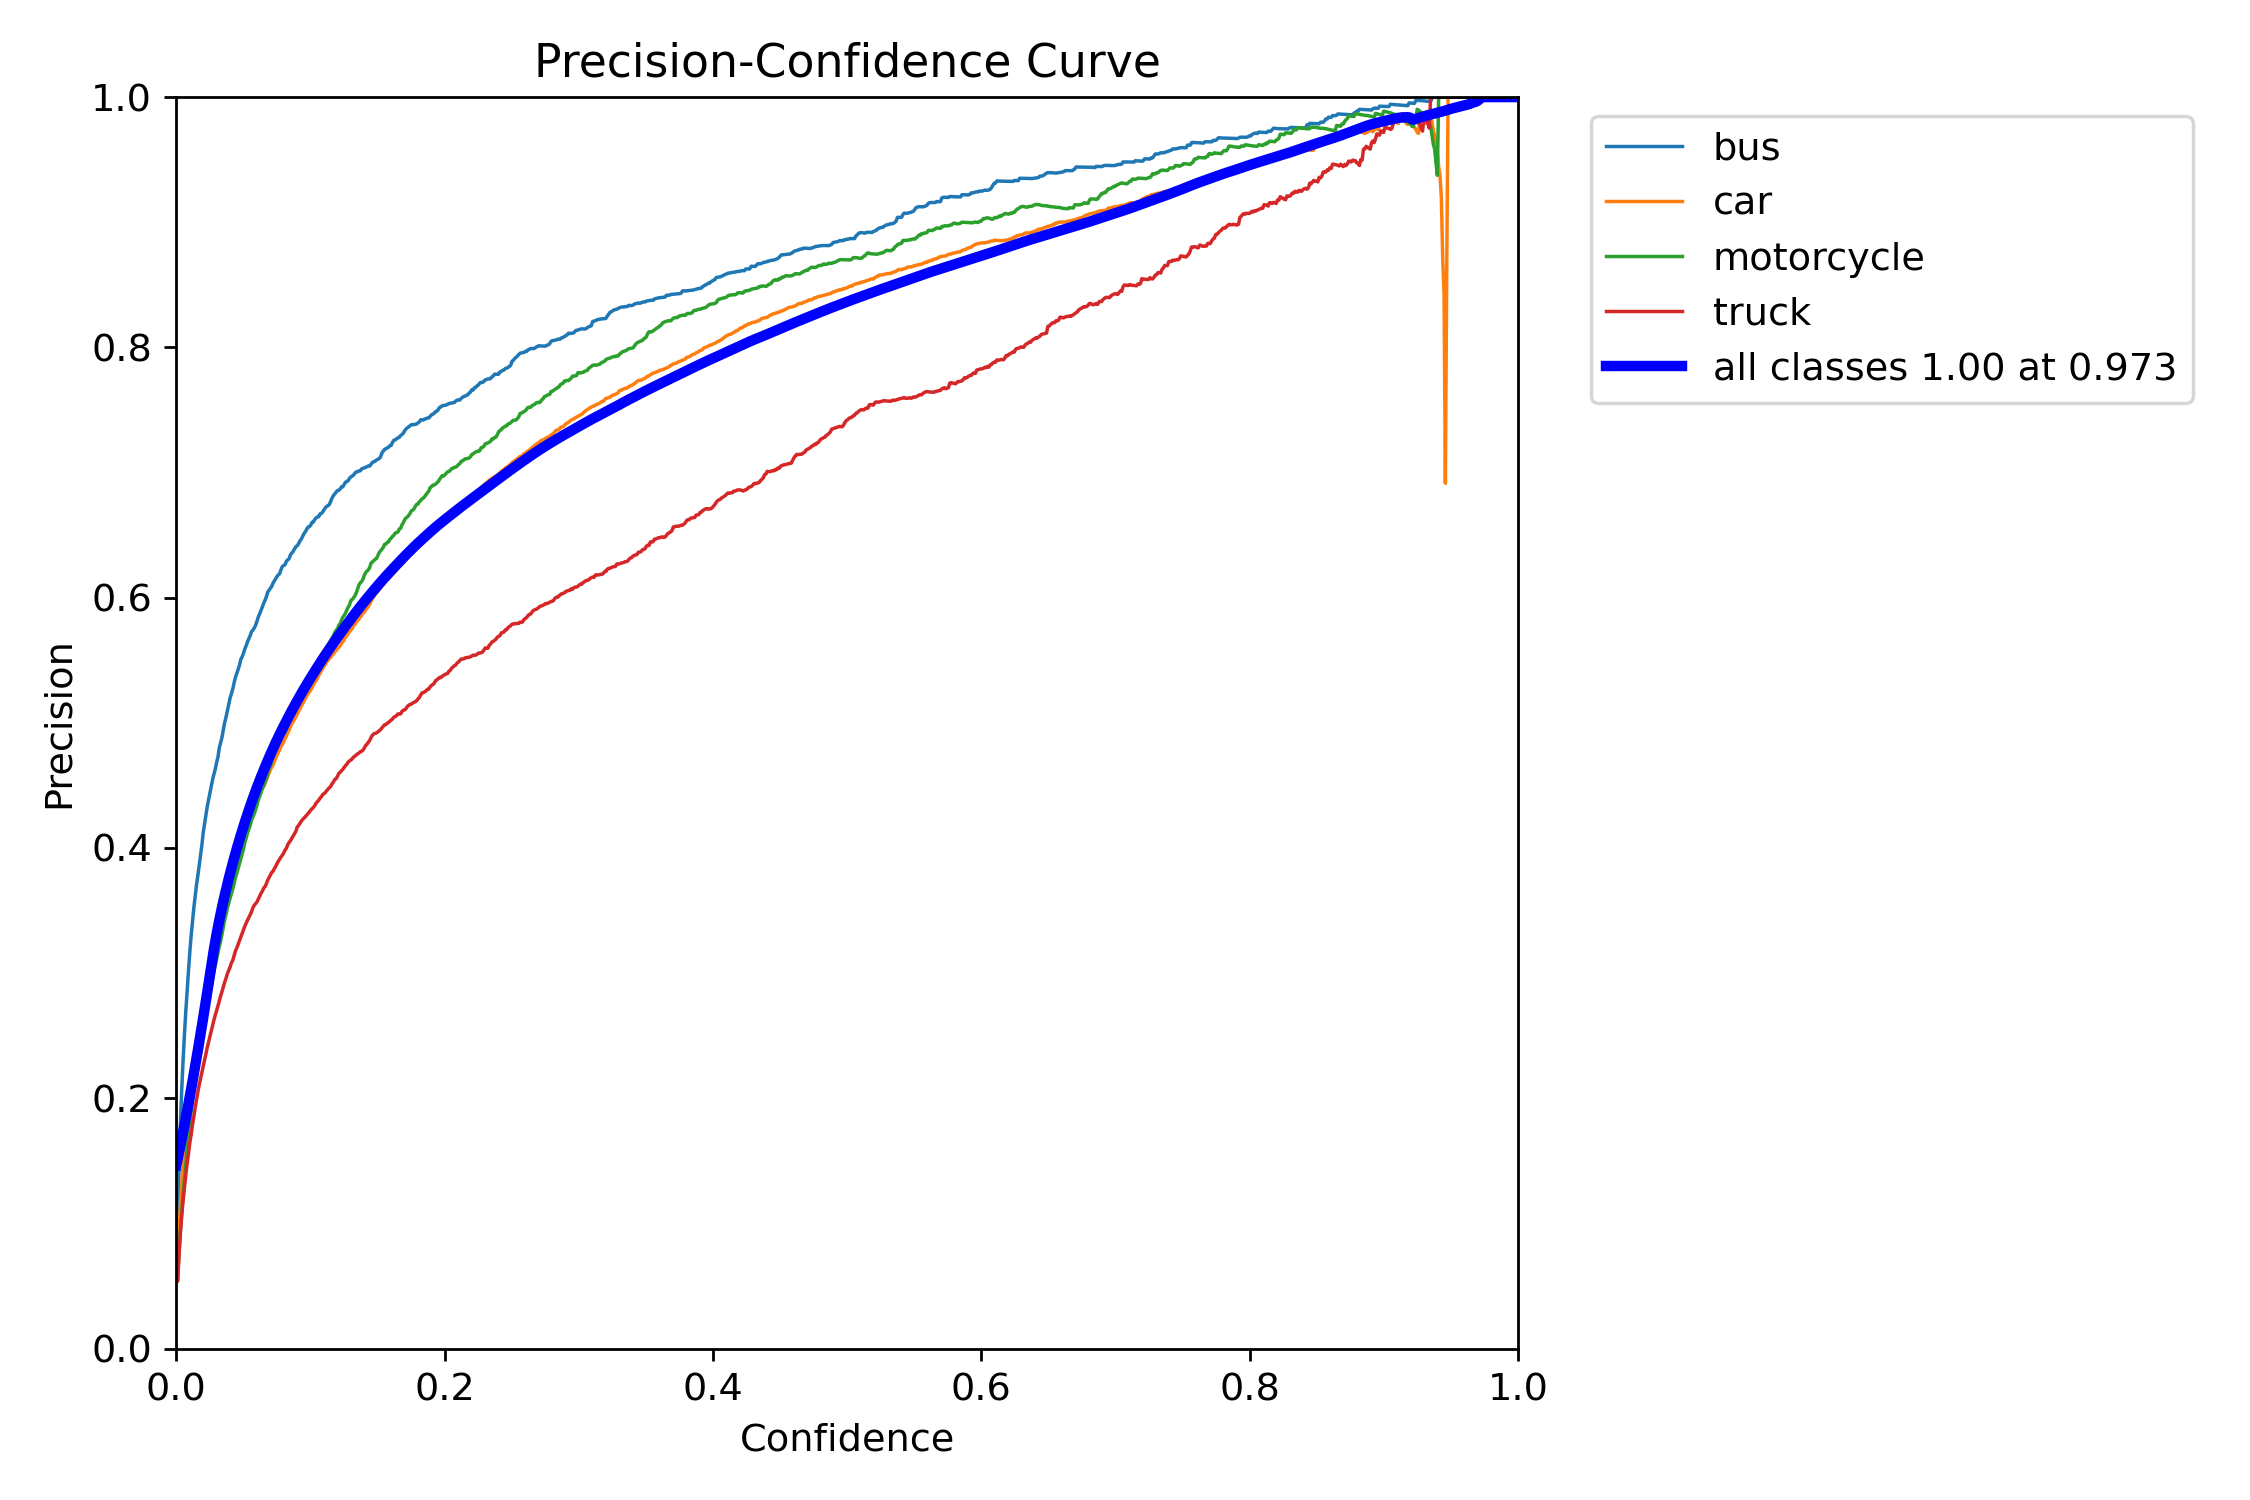 Precision-Confidence Curve
1.0
0.8
0.6
0.4
0.2
0.0
Precision
0.0 0.2 0.4 0.6 0.8 1.0
Confidence
bus
car
motorcycle
truck
all classes 1.00 at 0.973